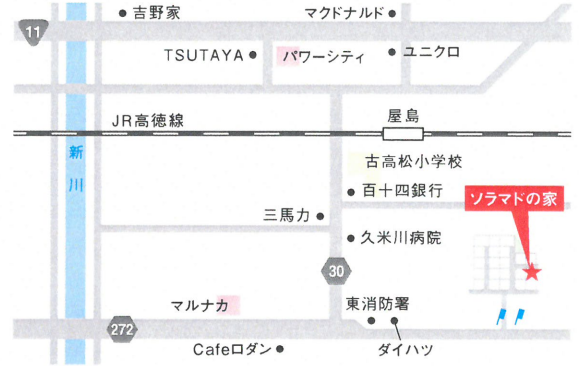 吉野家
マクドナルド
11
TSUTAYA
パワーシティ
ユニクロ
JR高徳線
屋島
新川
古高松小学校
百十四銀行
ソラマドの家
三馬力
久米川病院
30
マルナカ
東消防署
272
Cafeロダン
ダイハツ